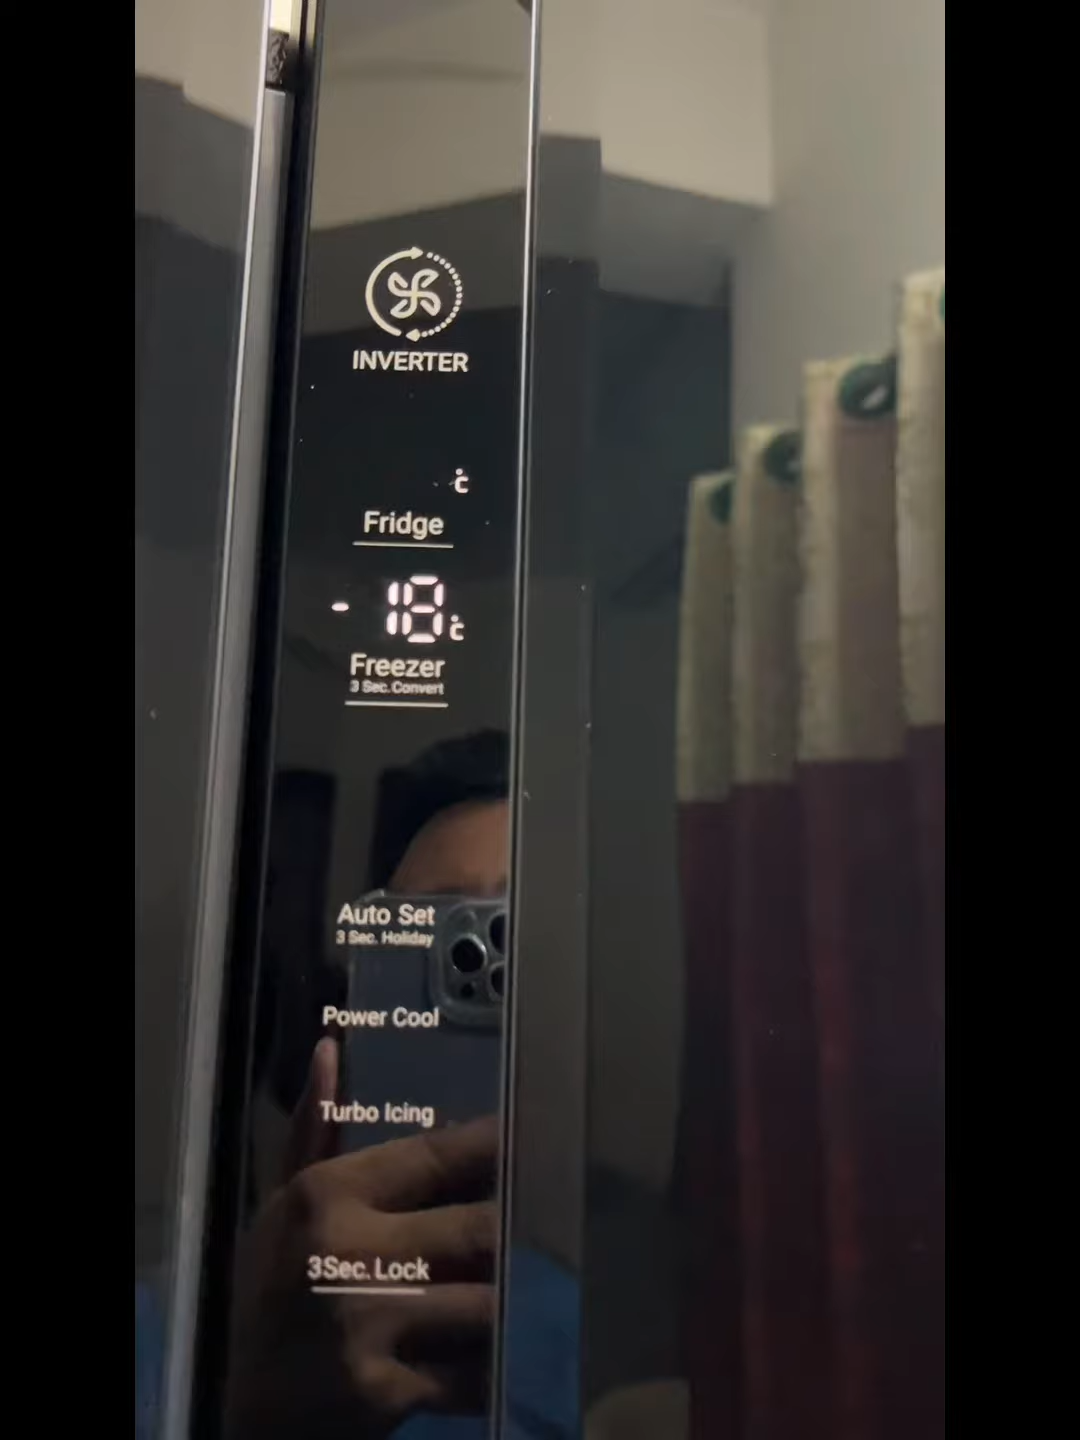 INVERTER
°C
Fridge
- 18°C
Freezer
3 Sec. Convert
Auto Set
3 Sec. Holiday
Power Cool
Turbo Icing
3Sec. Lock